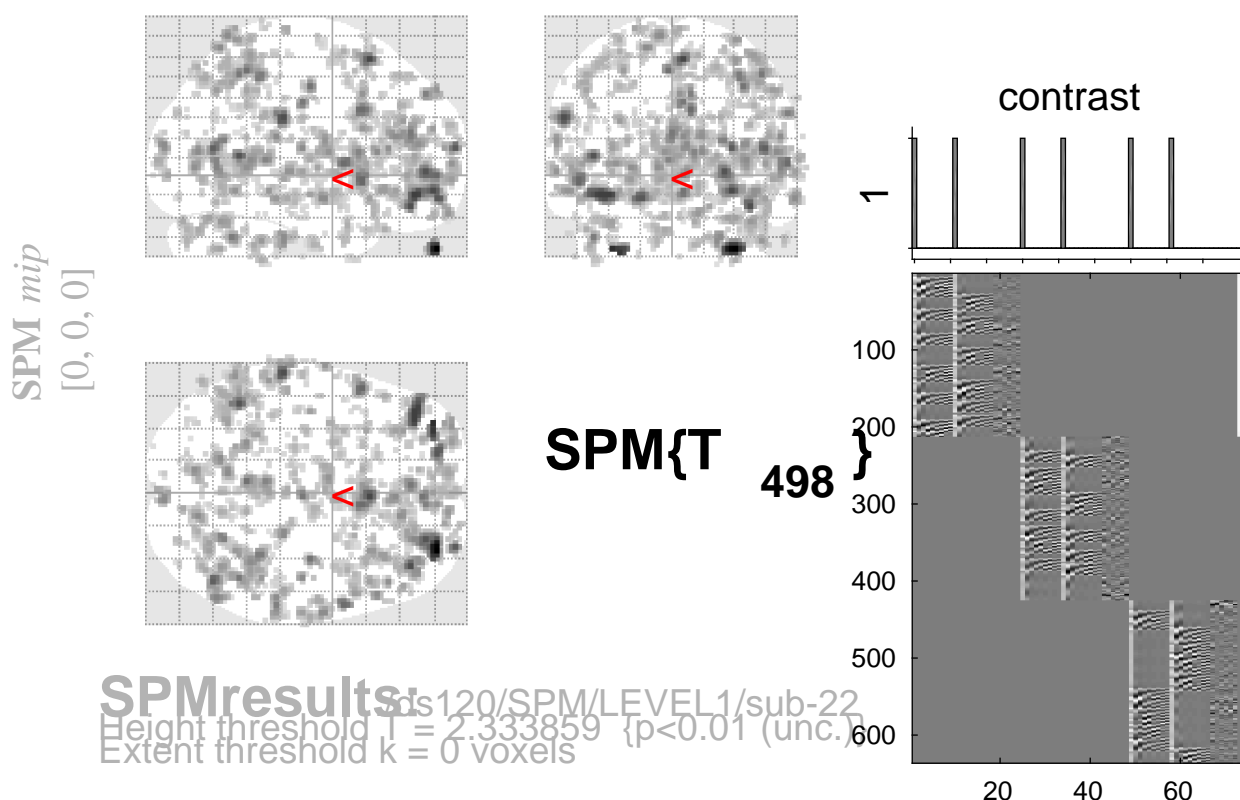 contrast
1
SPM mip
[0, 0, 0]
<
<
<
SPM{T498}
100
200
300
400
500
600
20
40
60
SPMresults: /ds120/SPM/LEVEL1/sub-22
Height threshold T = 2.333859 {p<0.01 (unc.)}
Extent threshold k = 0 voxels